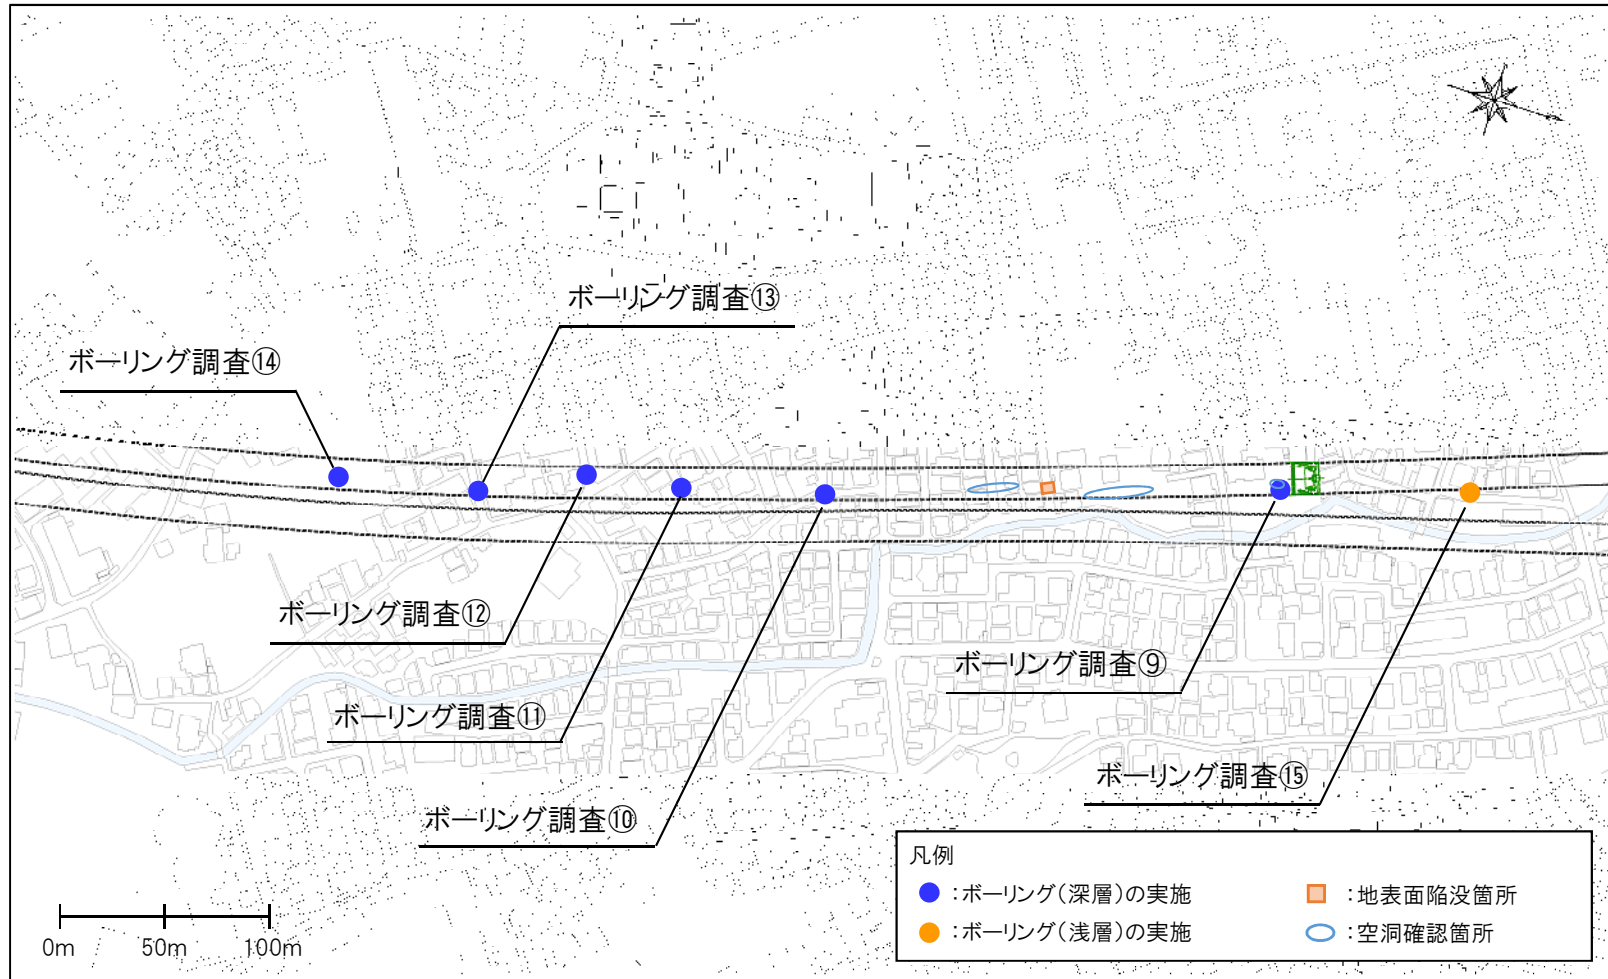 ボーリング調査⑬
ボーリング調査⑭
ボーリング調査⑫
ボーリング調査⑨
ボーリング調査⑪
ボーリング調査⑮
ボーリング調査⑩
凡例
:ボーリング(深層)の実施
:地表面陥没箇所
:ボーリング(浅層)の実施
:空洞確認箇所
0m 50m 100m